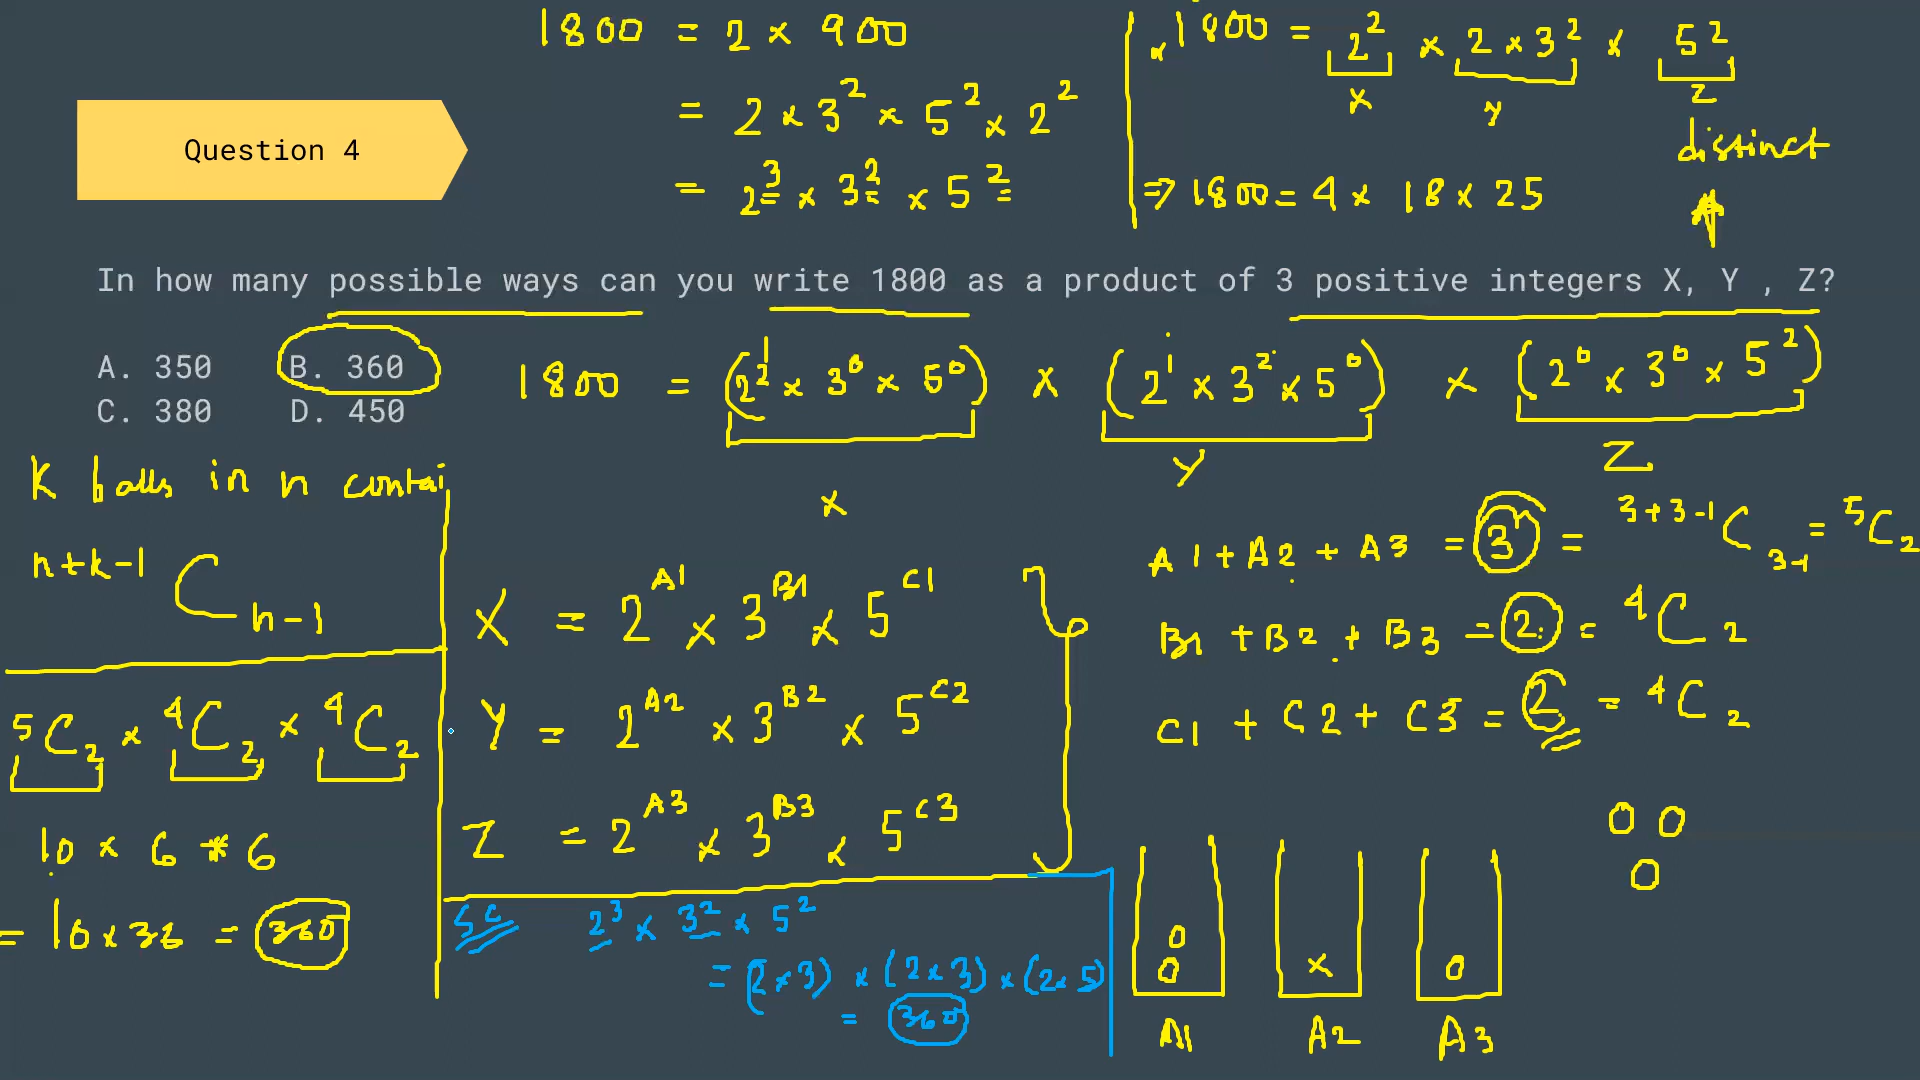 1800 = 2 × 900
= 2 × 3² × 5² × 2²
= 2³ × 3² × 5²
1800 = 2² × 2 × 3² × 5²
X Y Z
distinct
⇒ 1800 = 4 × 18 × 25
Question 4
In how many possible ways can you write 1800 as a product of 3 positive integers X, Y , Z?
A. 350 B. 360
C. 380 D. 450
1800 = (2² × 3⁰ × 5⁰) × (2¹ × 3² × 5⁰) × (2⁰ × 3⁰ × 5²)
X Y Z
K balls in n contai
n+k-1 C n-1
⁵C₂ × ⁴C₂ × ⁴C₂
10 × 6 * 6
= 10 × 36 = 360
X = 2^A1 × 3^B1 × 5^C1
Y = 2^A2 × 3^B2 × 5^C2
Z = 2^A3 × 3^B3 × 5^C3
A1 + A2 + A3 = 3 = 3+3-1 C 3-1 = ⁵C₂
B1 + B2 + B3 = 2 = ⁴C₂
C1 + C2 + C3 = 2 = ⁴C₂
SC 2³ × 3² × 5²
= (2×3) × (2×3) × (2×5)
= 360
A1 A2 A3